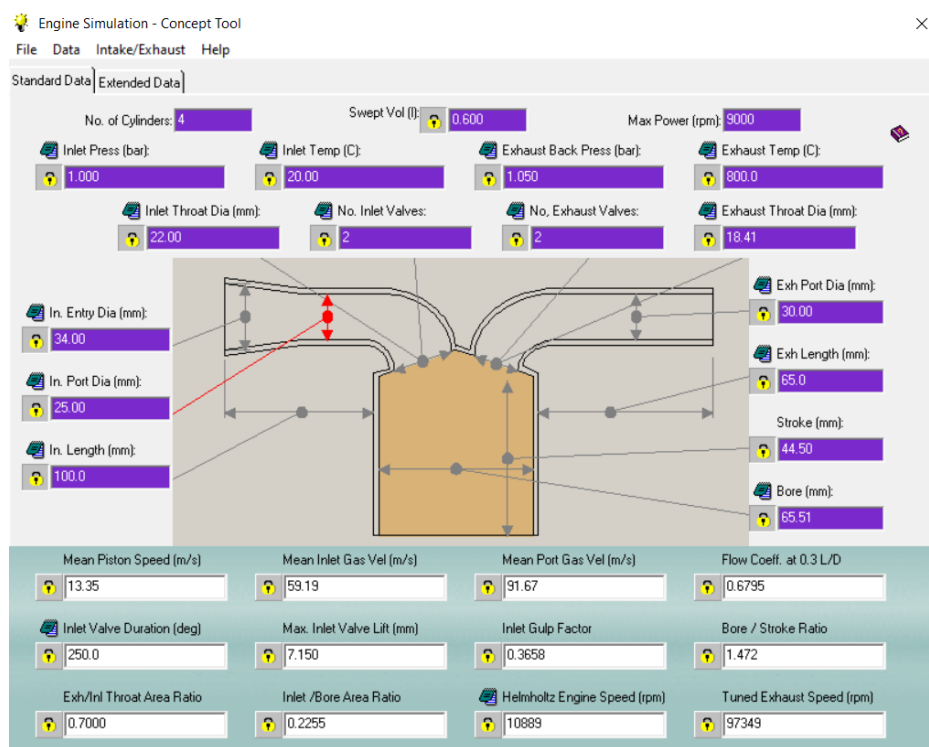 Engine Simulation - Concept Tool
File Data Intake/Exhaust Help
Standard Data Extended Data
No. of Cylinders: 4 Swept Vol (l): 0.600 Max Power (rpm): 9000
Inlet Press (bar): Inlet Temp (C): Exhaust Back Press (bar): Exhaust Temp (C):
1.000 20.00 1.050 800.0
Inlet Throat Dia (mm): No. Inlet Valves: No, Exhaust Valves: Exhaust Throat Dia (mm):
22.00 2 2 18.41
In. Entry Dia (mm):
34.00
In. Port Dia (mm):
25.00
In. Length (mm):
100.0
Exh Port Dia (mm):
30.00
Exh Length (mm):
65.0
Stroke (mm):
44.50
Bore (mm):
65.51
Mean Piston Speed (m/s) Mean Inlet Gas Vel (m/s) Mean Port Gas Vel (m/s) Flow Coeff. at 0.3 L/D
13.35 59.19 91.67 0.6795
Inlet Valve Duration (deg) Max. Inlet Valve Lift (mm) Inlet Gulp Factor Bore / Stroke Ratio
250.0 7.150 0.3658 1.472
Exh/Inl Throat Area Ratio Inlet /Bore Area Ratio Helmholtz Engine Speed (rpm) Tuned Exhaust Speed (rpm)
0.7000 0.2255 10889 97349